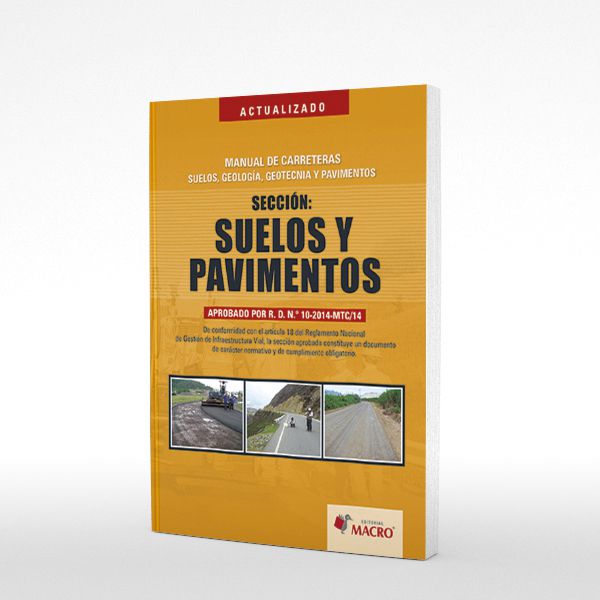 ACTUALIZADO
MANUAL DE CARRETERAS
SUELOS, GEOLOGÍA, GEOTECNIA Y PAVIMENTOS
SECCIÓN:
SUELOS Y
PAVIMENTOS
APROBADO POR R. D. N.° 10-2014-MTC/14
De conformidad con el artículo 18 del Reglamento Nacional
de Gestión de Infraestructura Vial, la sección aprobada constituye un documento
de carácter normativo y de cumplimiento obligatorio.
EDITORIAL
MACRO®